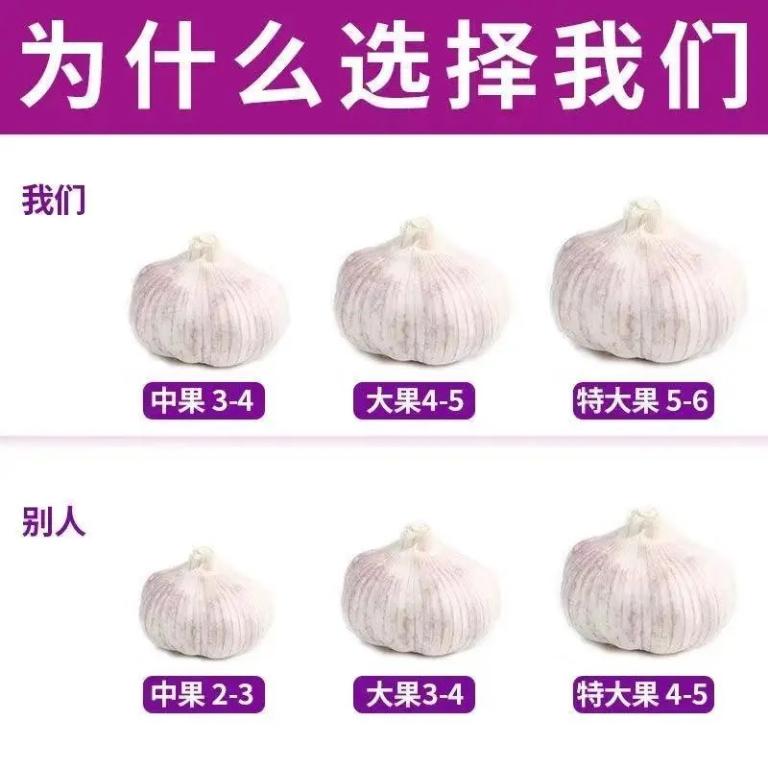 为什么选择我们
我们
中果 3-4
大果4-5
特大果 5-6
别人
中果 2-3
大果3-4
特大果 4-5